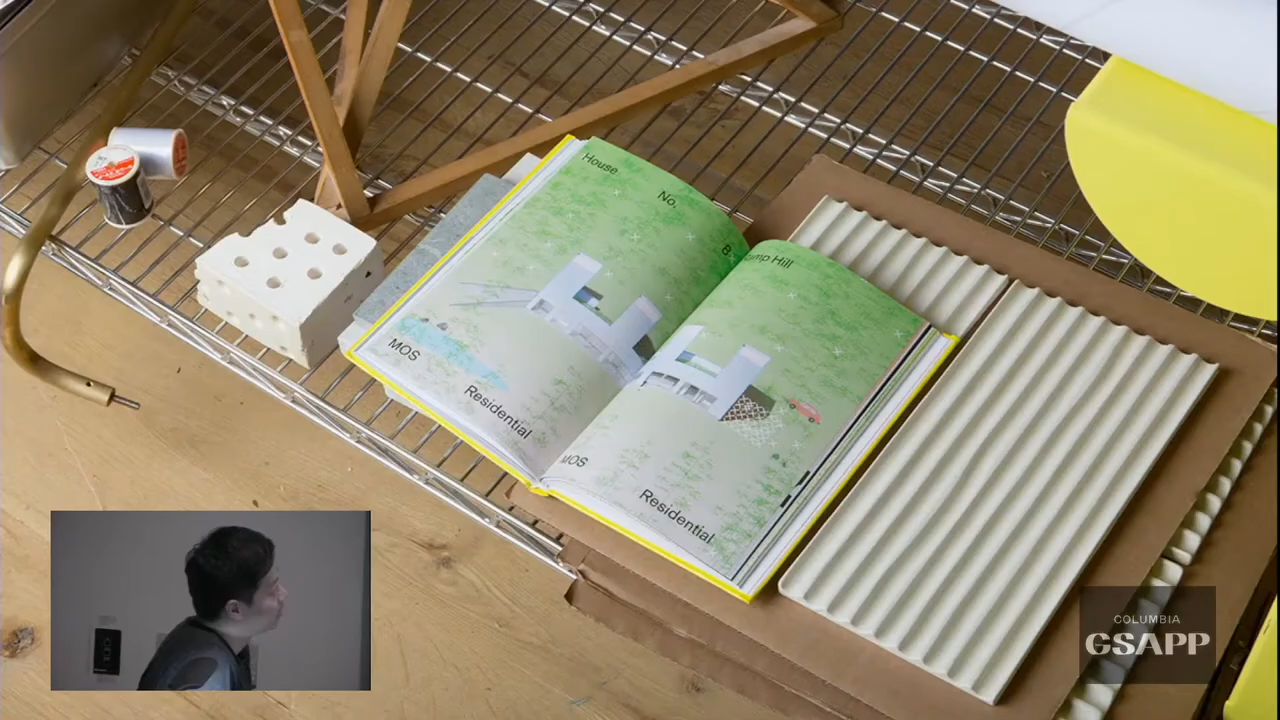 House
No.
8:
Camp Hill
MOS
Residential
MOS
Residential
COLUMBIA
GSAPP